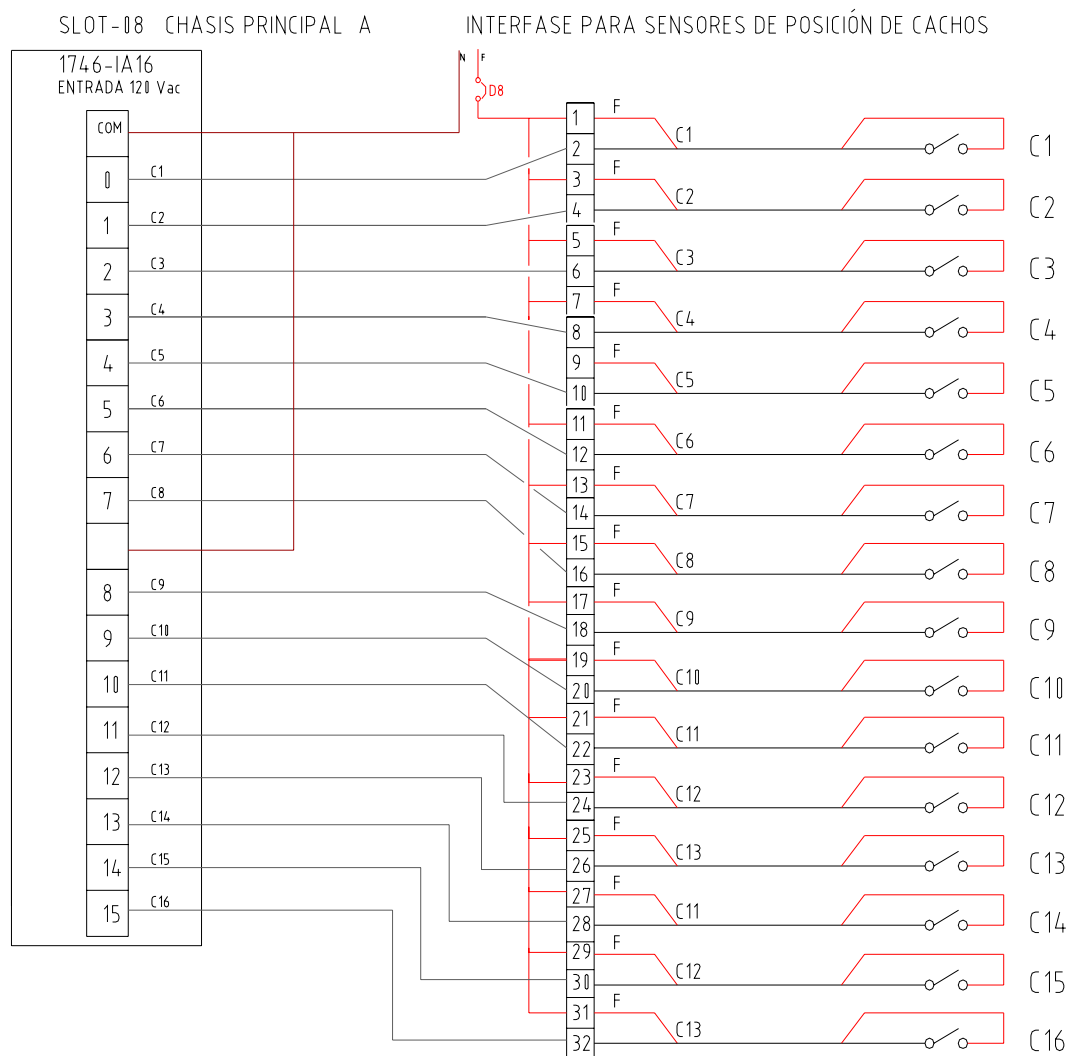 SLOT-08 CHASIS PRINCIPAL A
INTERFASE PARA SENSORES DE POSICIÓN DE CACHOS
1746-IA16
ENTRADA 120 Vac
N F
D8
COM
0 C1
1 C2
2 C3
3 C4
4 C5
5 C6
6 C7
7 C8
8 C9
9 C10
10 C11
11 C12
12 C13
13 C14
14 C15
15 C16
1 F
2 C1 C1
3 F
4 C2 C2
5 F
6 C3 C3
7 F
8 C4 C4
9 F
10 C5 C5
11 F
12 C6 C6
13 F
14 C7 C7
15 F
16 C8 C8
17 F
18 C9 C9
19 F
20 C10 C10
21 F
22 C11 C11
23 F
24 C12 C12
25 F
26 C13 C13
27 F
28 C11 C14
29 F
30 C12 C15
31 F
32 C13 C16